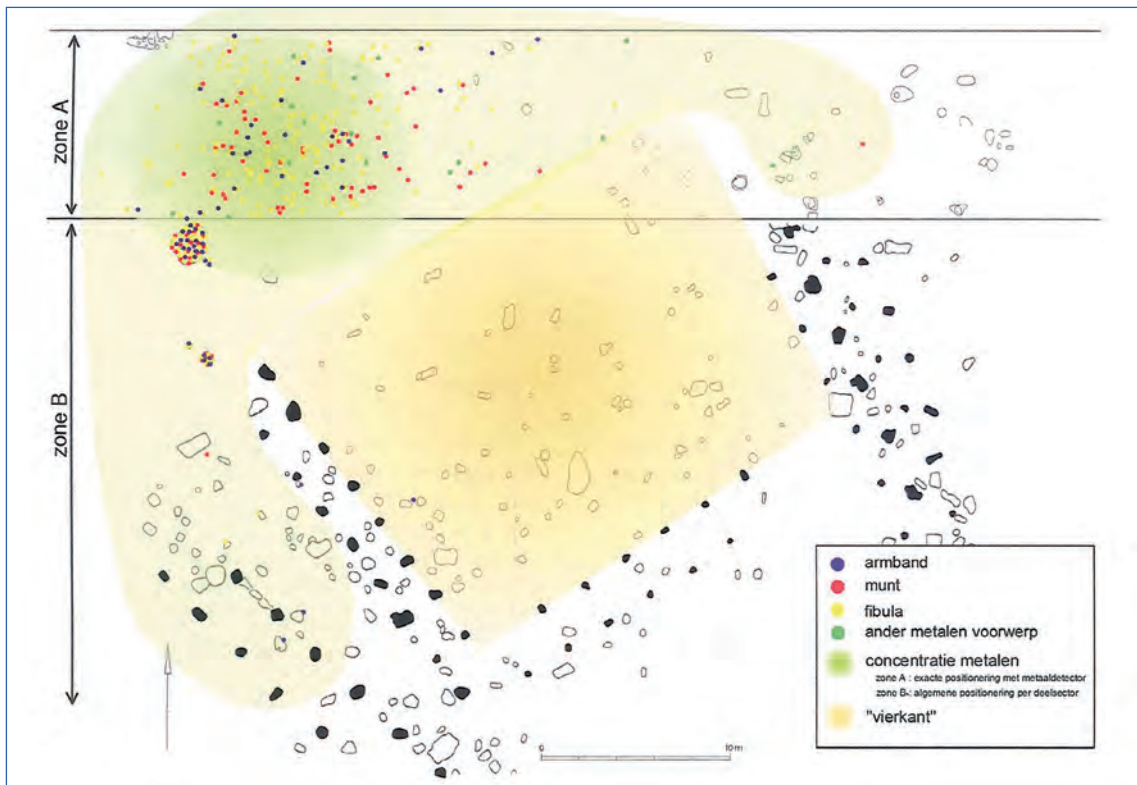 zone A
zone B
armband
munt
fibula
ander metalen voorwerp
concentratie metalen
zone A : exacte positionering met metaaldetector
zone B : algemene positionering per deelsector
"vierkant"
0 10 m